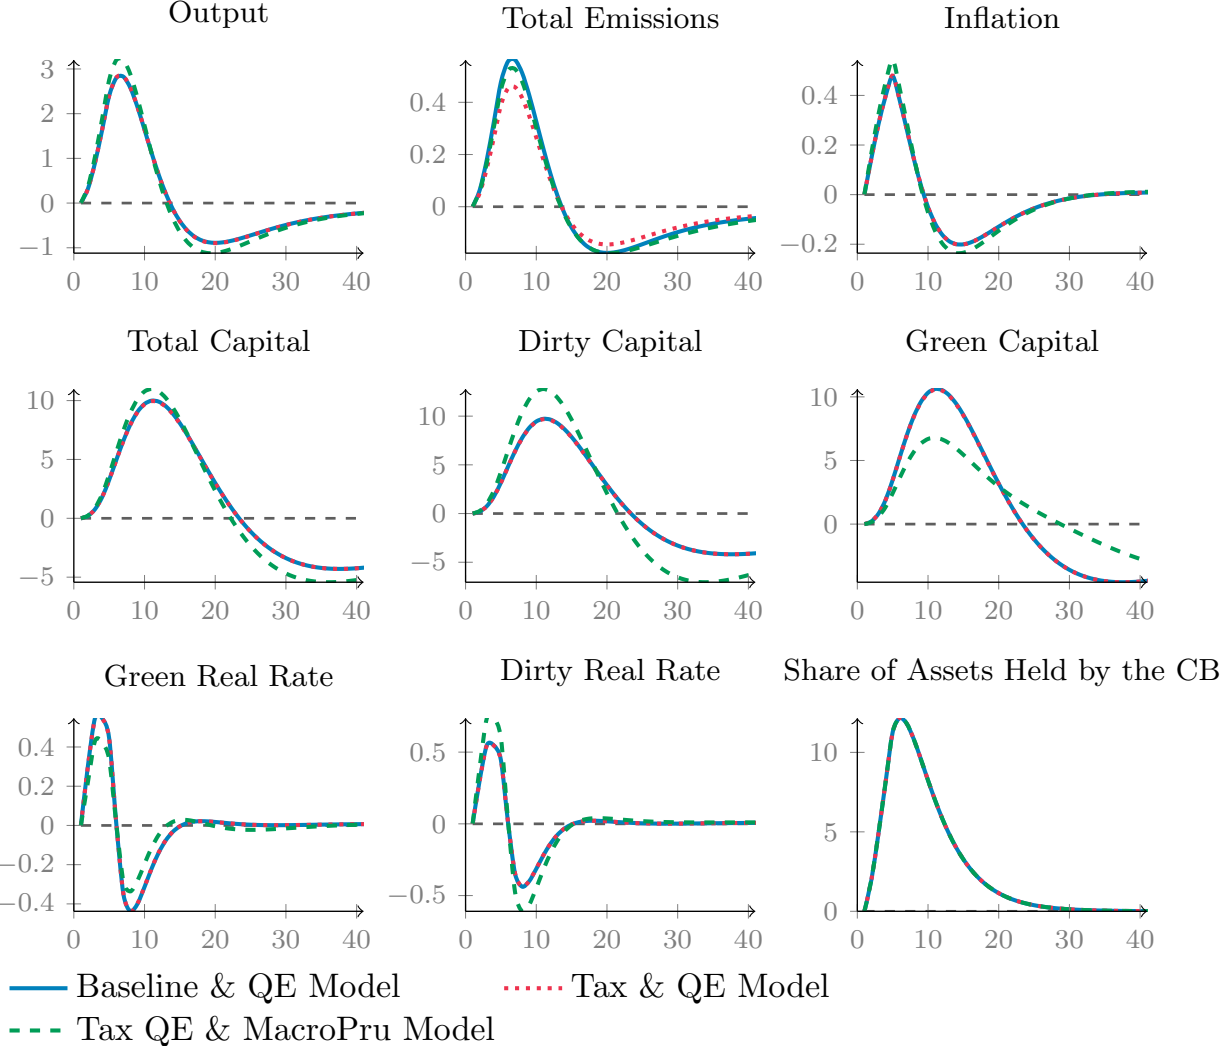 Output
Total Emissions
Inflation
3
2
1
0
−1
0 10 20 30 40
0.4
0.2
0
0 10 20 30 40
0.4
0.2
0
−0.2
0 10 20 30 40
Total Capital
Dirty Capital
Green Capital
10
5
0
−5
0 10 20 30 40
10
5
0
−5
0 10 20 30 40
10
5
0
0 10 20 30 40
Green Real Rate
Dirty Real Rate
Share of Assets Held by the CB
0.4
0.2
0
−0.2
−0.4
0 10 20 30 40
0.5
0
−0.5
0 10 20 30 40
10
5
0
0 10 20 30 40
Baseline & QE Model
Tax & QE Model
Tax QE & MacroPru Model